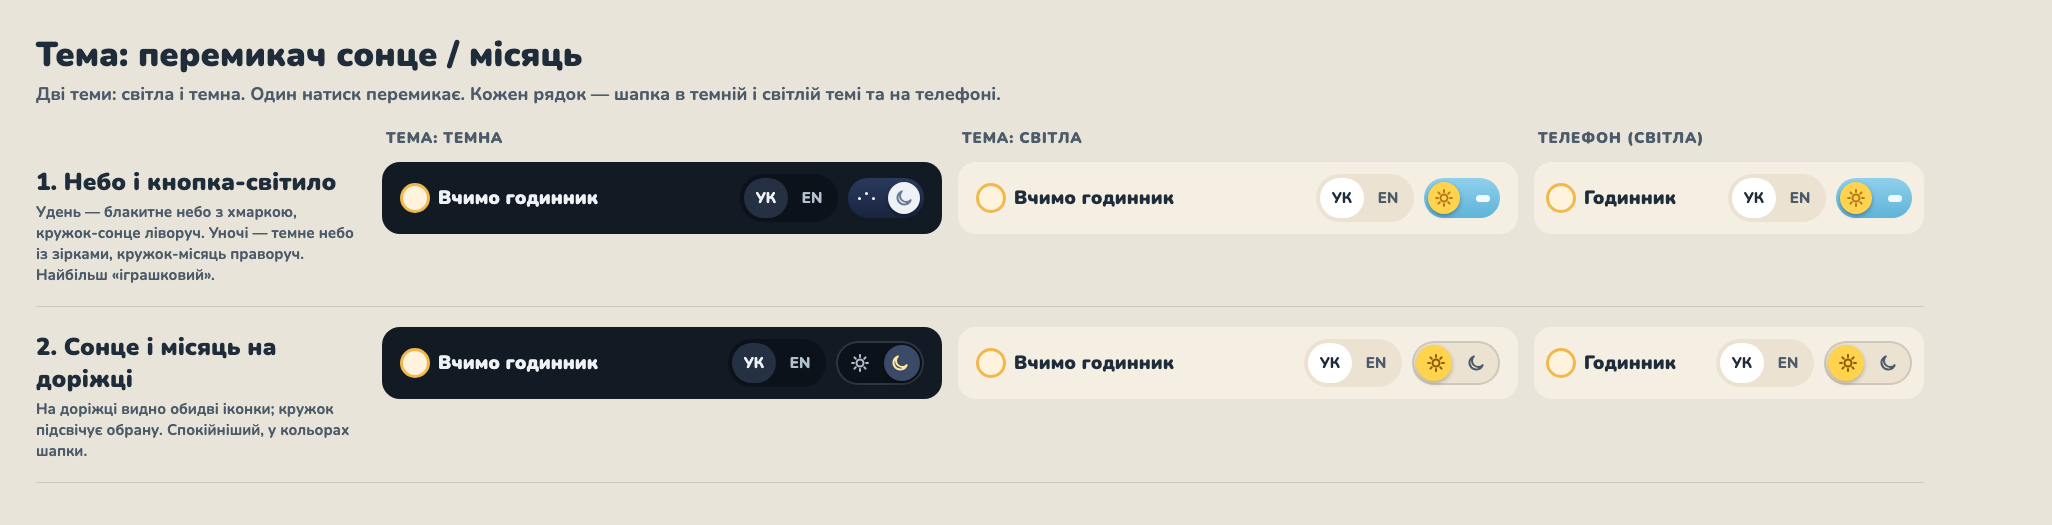 Тема: перемикач сонце / місяць
Дві теми: світла і темна. Один натиск перемикає. Кожен рядок — шапка в темній і світлій темі та на телефоні.
ТЕМА: ТЕМНА
ТЕМА: СВІТЛА
ТЕЛЕФОН (СВІТЛА)
1. Небо і кнопка-світило
Удень — блакитне небо з хмаркою,
кружок-сонце ліворуч. Уночі — темне небо
із зірками, кружок-місяць праворуч.
Найбільш «іграшковий».
Вчимо годинник УК EN
Вчимо годинник УК EN
Годинник УК EN
2. Сонце і місяць на
доріжці
На доріжці видно обидві іконки; кружок
підсвічує обрану. Спокійніший, у кольорах
шапки.
Вчимо годинник УК EN
Вчимо годинник УК EN
Годинник УК EN